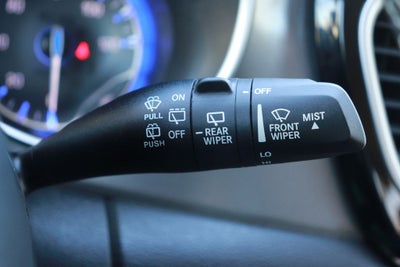 ON
PULL
OFF
PUSH
REAR
WIPER
OFF
FRONT
WIPER
MIST
LO